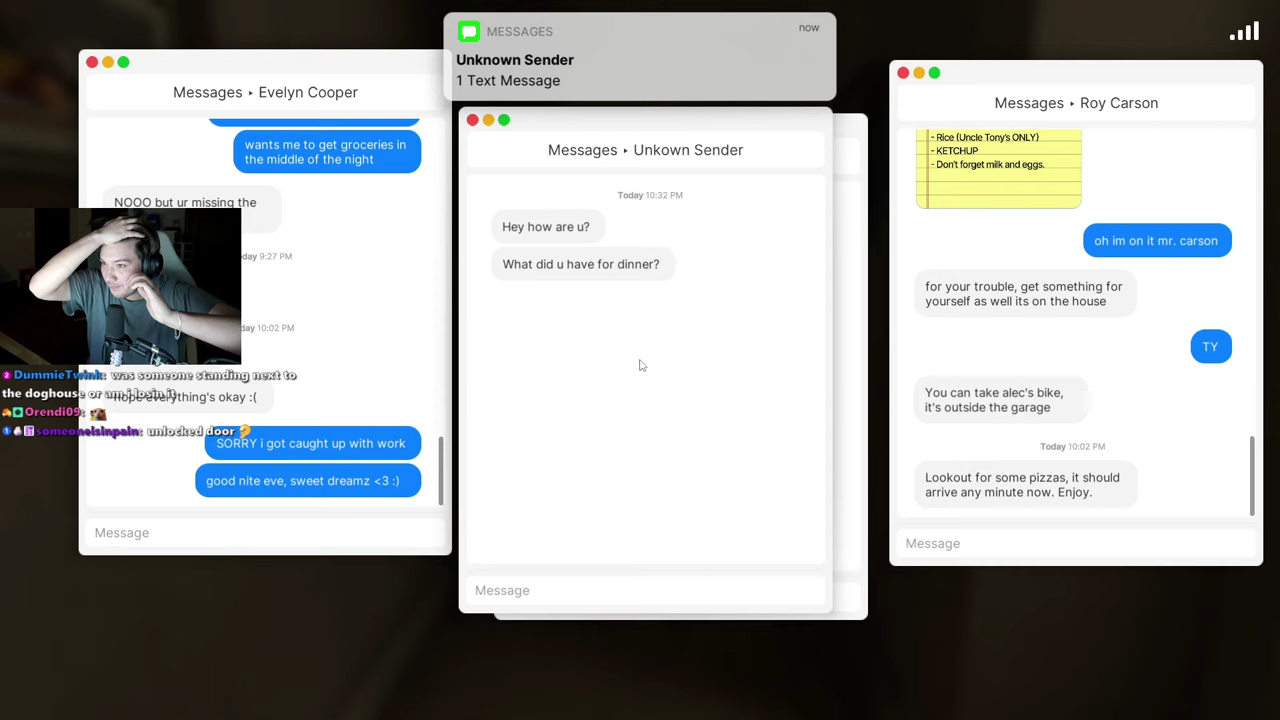 MESSAGES
now
Unknown Sender
1 Text Message
Messages ‣ Evelyn Cooper
wants me to get groceries in
the middle of the night
NOOO but ur missing the
9:27 PM
10:02 PM
hope everything's okay :(
SORRY i got caught up with work
good nite eve, sweet dreamz <3 :)
Message
DummieTwink: was someone standing next to
the doghouse or am i losin it
Orendi09:
someoneisinpain: unlocked door
Messages ‣ Unkown Sender
Today 10:32 PM
Hey how are u?
What did u have for dinner?
Message
Messages ‣ Roy Carson
- Rice (Uncle Tony's ONLY)
- KETCHUP
- Don't forget milk and eggs.
oh im on it mr. carson
for your trouble, get something for
yourself as well its on the house
TY
You can take alec's bike,
it's outside the garage
Today 10:02 PM
Lookout for some pizzas, it should
arrive any minute now. Enjoy.
Message